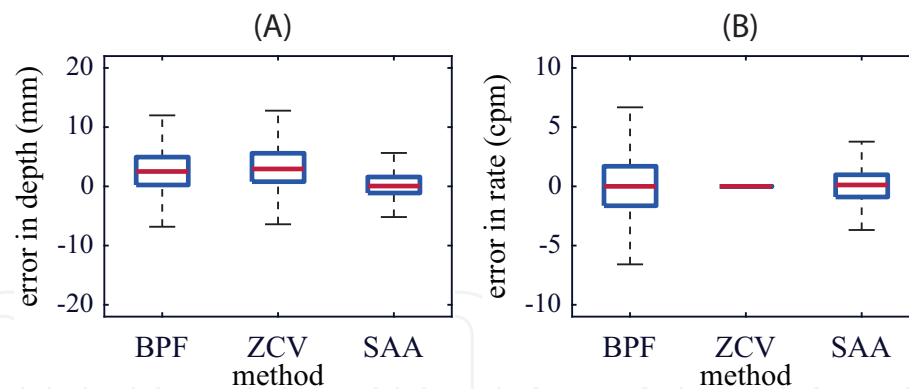 (A)
error in depth (mm)
20
10
0
-10
-20
BPF ZCV SAA
method
(B)
error in rate (cpm)
10
5
0
-5
-10
BPF ZCV SAA
method